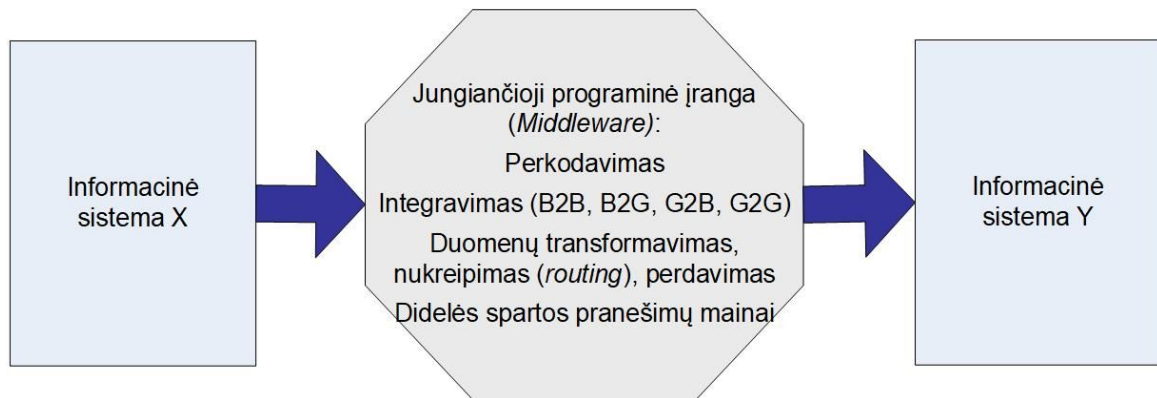 Informacinė
sistema X
Jungiančioji programinė įranga
(Middleware):
Perkodavimas
Integravimas (B2B, B2G, G2B, G2G)
Duomenų transformavimas,
nukreipimas (routing), perdavimas
Didelės spartos pranešimų mainai
Informacinė
sistema Y